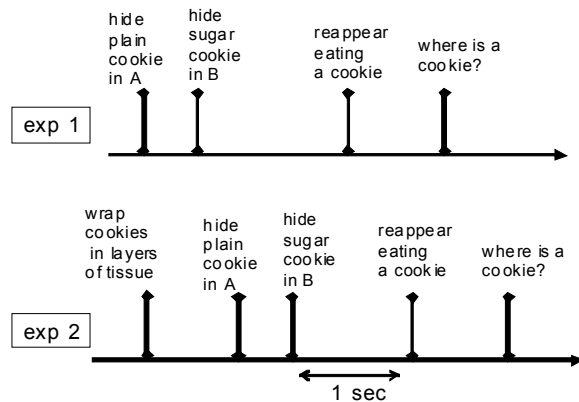 hide
plain
cookie
in A
hide
sugar
cookie
in B
reappear
eating
a cookie
where is a
cookie?
exp 1
wrap
cookies
in layers
of tissue
hide
plain
cookie
in A
hide
sugar
cookie
in B
reappear
eating
a cookie
where is a
cookie?
exp 2
1 sec